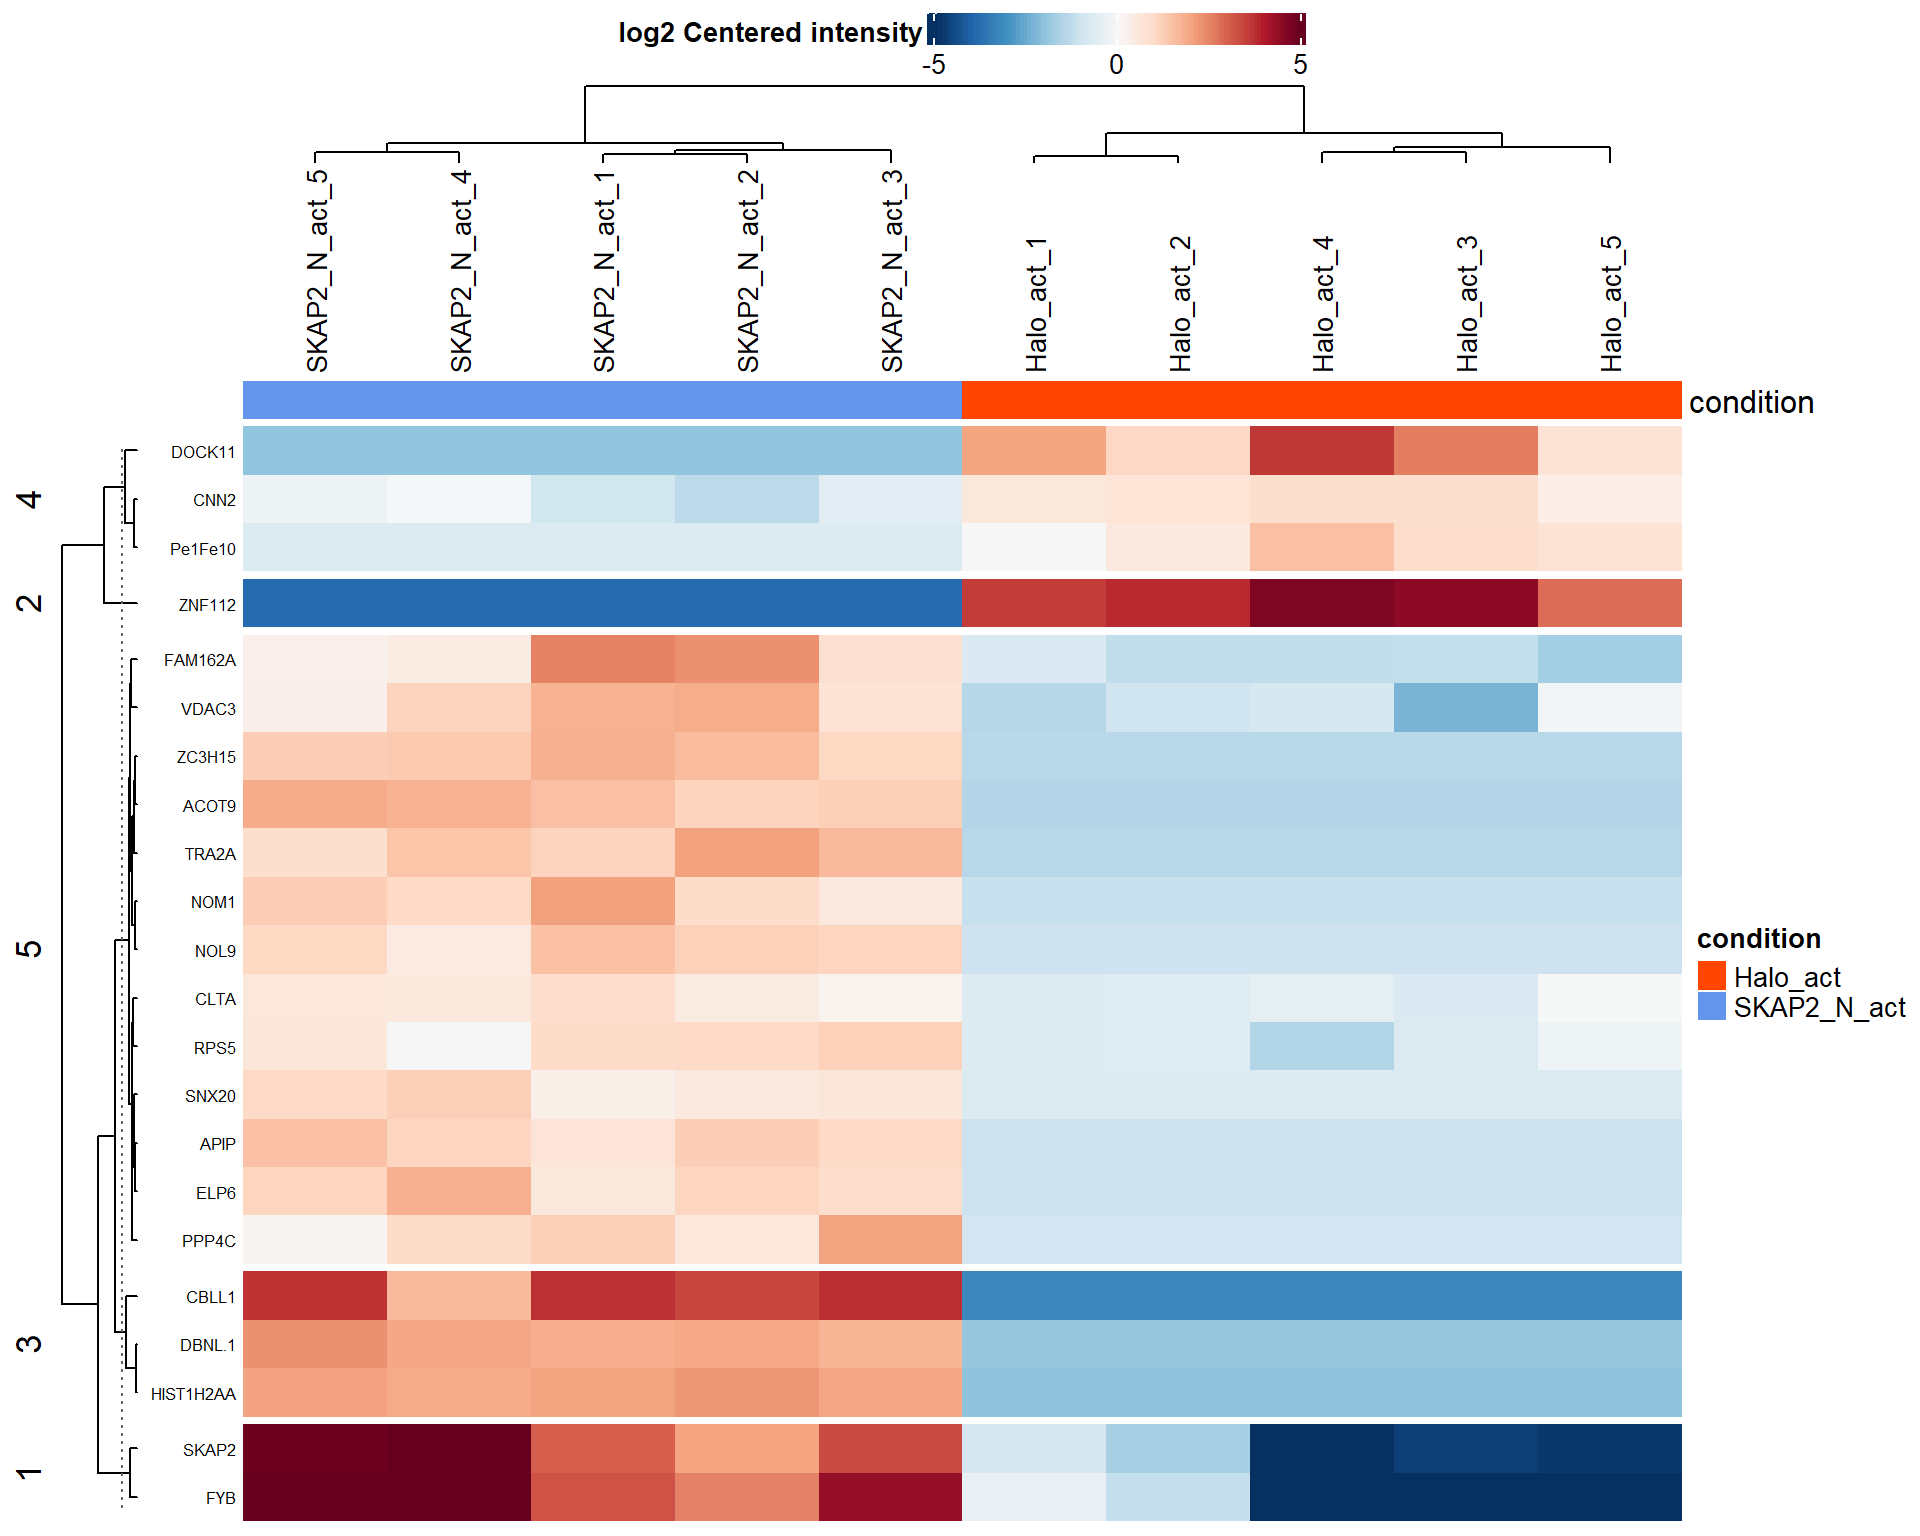 log2 Centered intensity
-5 0 5
SKAP2_N_act_5
SKAP2_N_act_4
SKAP2_N_act_1
SKAP2_N_act_2
SKAP2_N_act_3
Halo_act_1
Halo_act_2
Halo_act_4
Halo_act_3
Halo_act_5
condition
4
DOCK11
CNN2
Pe1Fe10
2
ZNF112
5
FAM162A
VDAC3
ZC3H15
ACOT9
TRA2A
NOM1
NOL9
CLTA
RPS5
SNX20
APIP
ELP6
PPP4C
3
CBLL1
DBNL.1
HIST1H2AA
1
SKAP2
FYB
condition
Halo_act
SKAP2_N_act